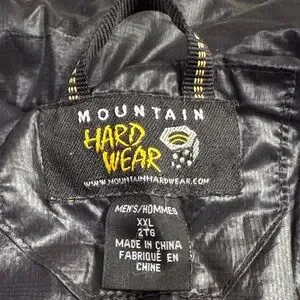 MOUNTAIN
HARD
WEAR
WWW.MOUNTAINHARDWEAR.COM
MEN'S/HOMMES
XXL
2TG
MADE IN CHINA
FABRIQUÉ EN
CHINE